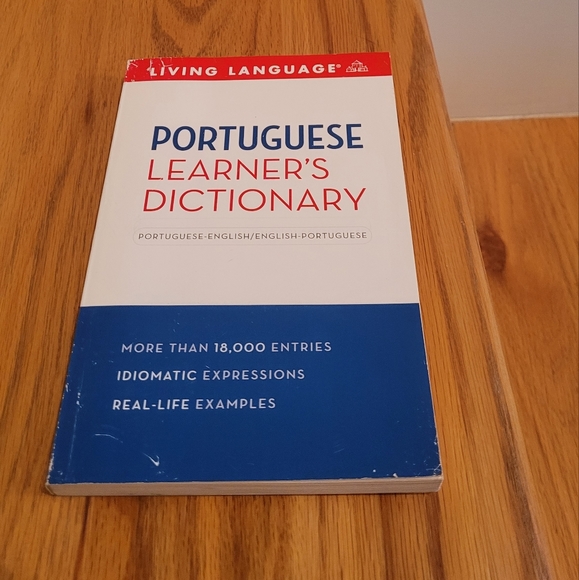 LIVING LANGUAGE®
PORTUGUESE
LEARNER'S
DICTIONARY
PORTUGUESE-ENGLISH/ENGLISH-PORTUGUESE
MORE THAN 18,000 ENTRIES
IDIOMATIC EXPRESSIONS
REAL-LIFE EXAMPLES